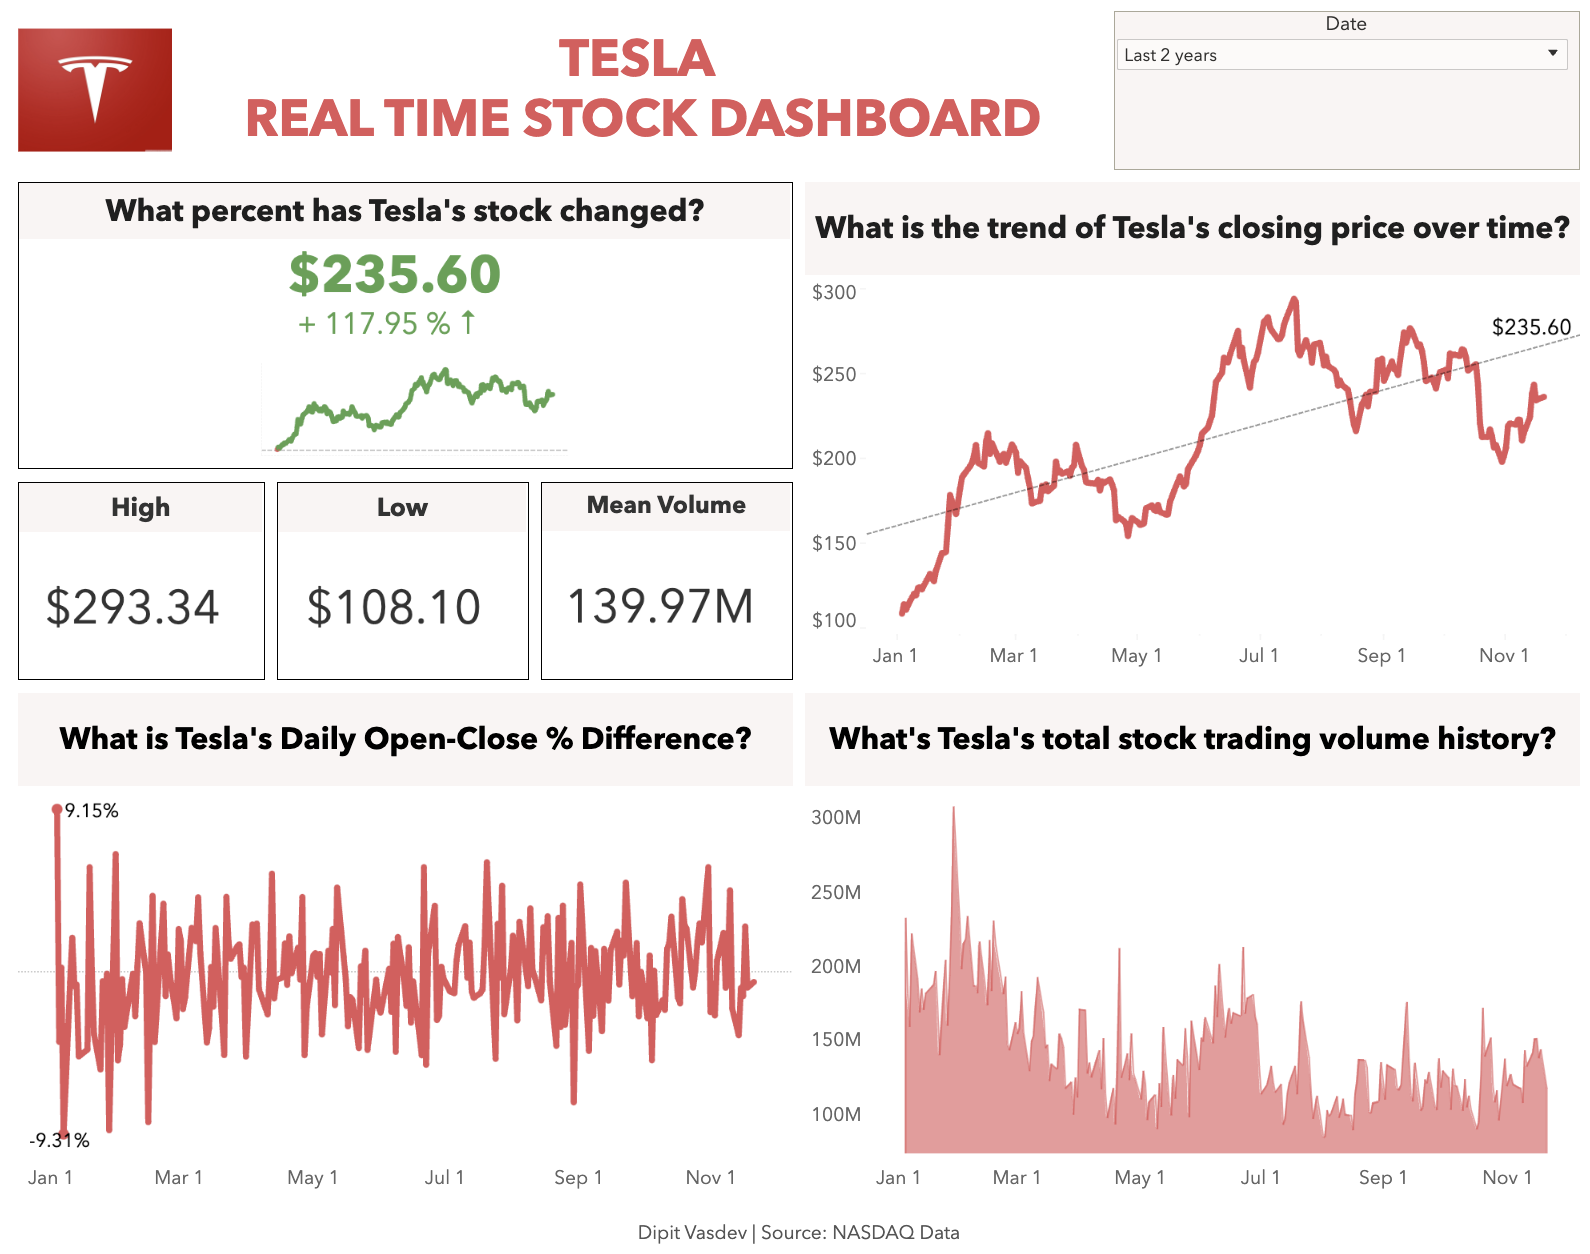 TESLA
REAL TIME STOCK DASHBOARD
Date
Last 2 years
What percent has Tesla's stock changed?
$235.60
+ 117.95 % ↑
High
$293.34
Low
$108.10
Mean Volume
139.97M
What is the trend of Tesla's closing price over time?
$300
$250
$200
$150
$100
$235.60
Jan 1 Mar 1 May 1 Jul 1 Sep 1 Nov 1
What is Tesla's Daily Open-Close % Difference?
9.15%
-9.31%
Jan 1 Mar 1 May 1 Jul 1 Sep 1 Nov 1
What's Tesla's total stock trading volume history?
300M
250M
200M
150M
100M
Jan 1 Mar 1 May 1 Jul 1 Sep 1 Nov 1
Dipit Vasdev | Source: NASDAQ Data